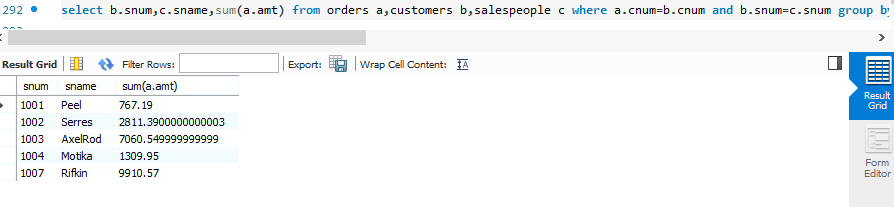 292 select b.snum,c.sname,sum(a.amt) from orders a,customers b,salespeople c where a.cnum=b.cnum and b.snum=c.snum group by
Result Grid Filter Rows: Export: Wrap Cell Content: IA
snum sname sum(a.amt)
1001 Peel 767.19
1002 Serres 2811.3900000000003
1003 AxelRod 7060.549999999999
1004 Motika 1309.95
1007 Rifkin 9910.57
Result
Grid
Form
Editor